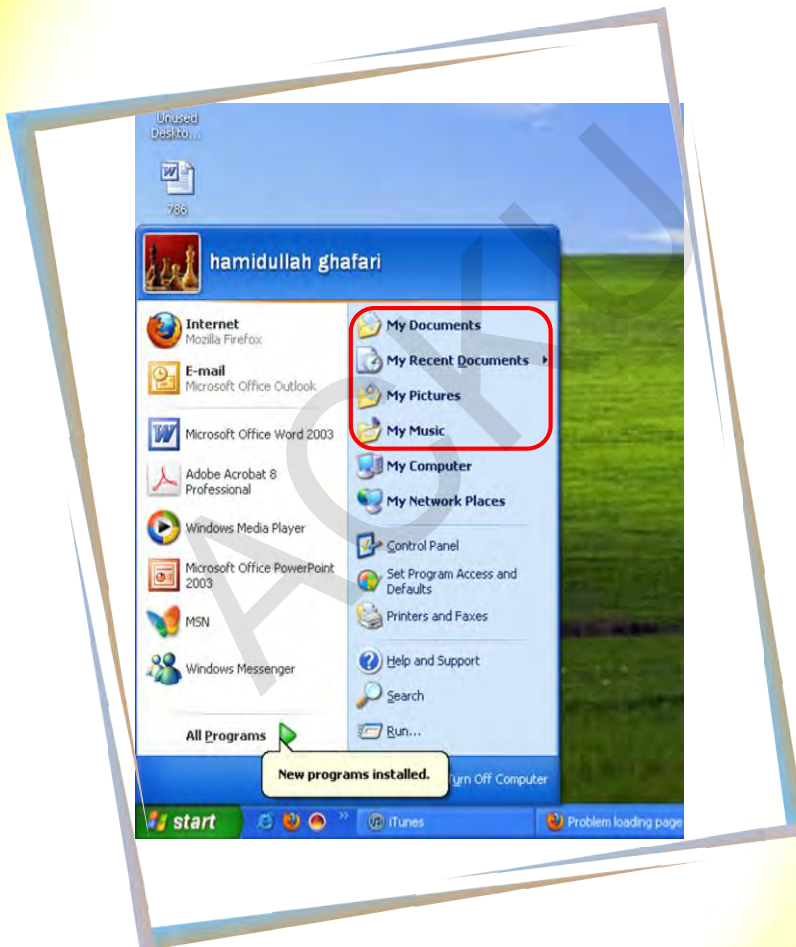 Unused
Deskto...
786
hamidullah ghafari
Internet
Mozilla Firefox
E-mail
Microsoft Office Outlook
Microsoft Office Word 2003
Adobe Acrobat 8
Professional
Windows Media Player
Microsoft Office PowerPoint
2003
MSN
Windows Messenger
All Programs
My Documents
My Recent Documents
My Pictures
My Music
My Computer
My Network Places
Control Panel
Set Program Access and
Defaults
Printers and Faxes
Help and Support
Search
Run...
New programs installed.
Turn Off Computer
start
iTunes
Problem loading page
ACKU